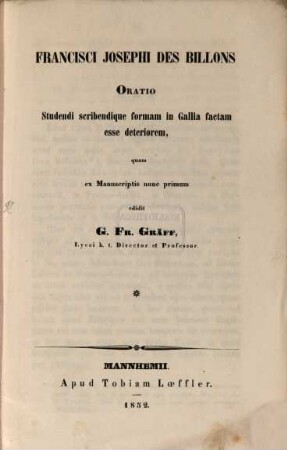 FRANCISCI JOSEPHI DES BILLONS
ORATIO
Studendi scribendique formam in Gallia factam
esse deteriorem,
quam
ex Manuscriptis nunc primum
edidit
G. FR. GRÄFF,
Lycei h. t. Director et Professor.
MANNHEMII.
Apud Tobiam Lœffler.
1852.